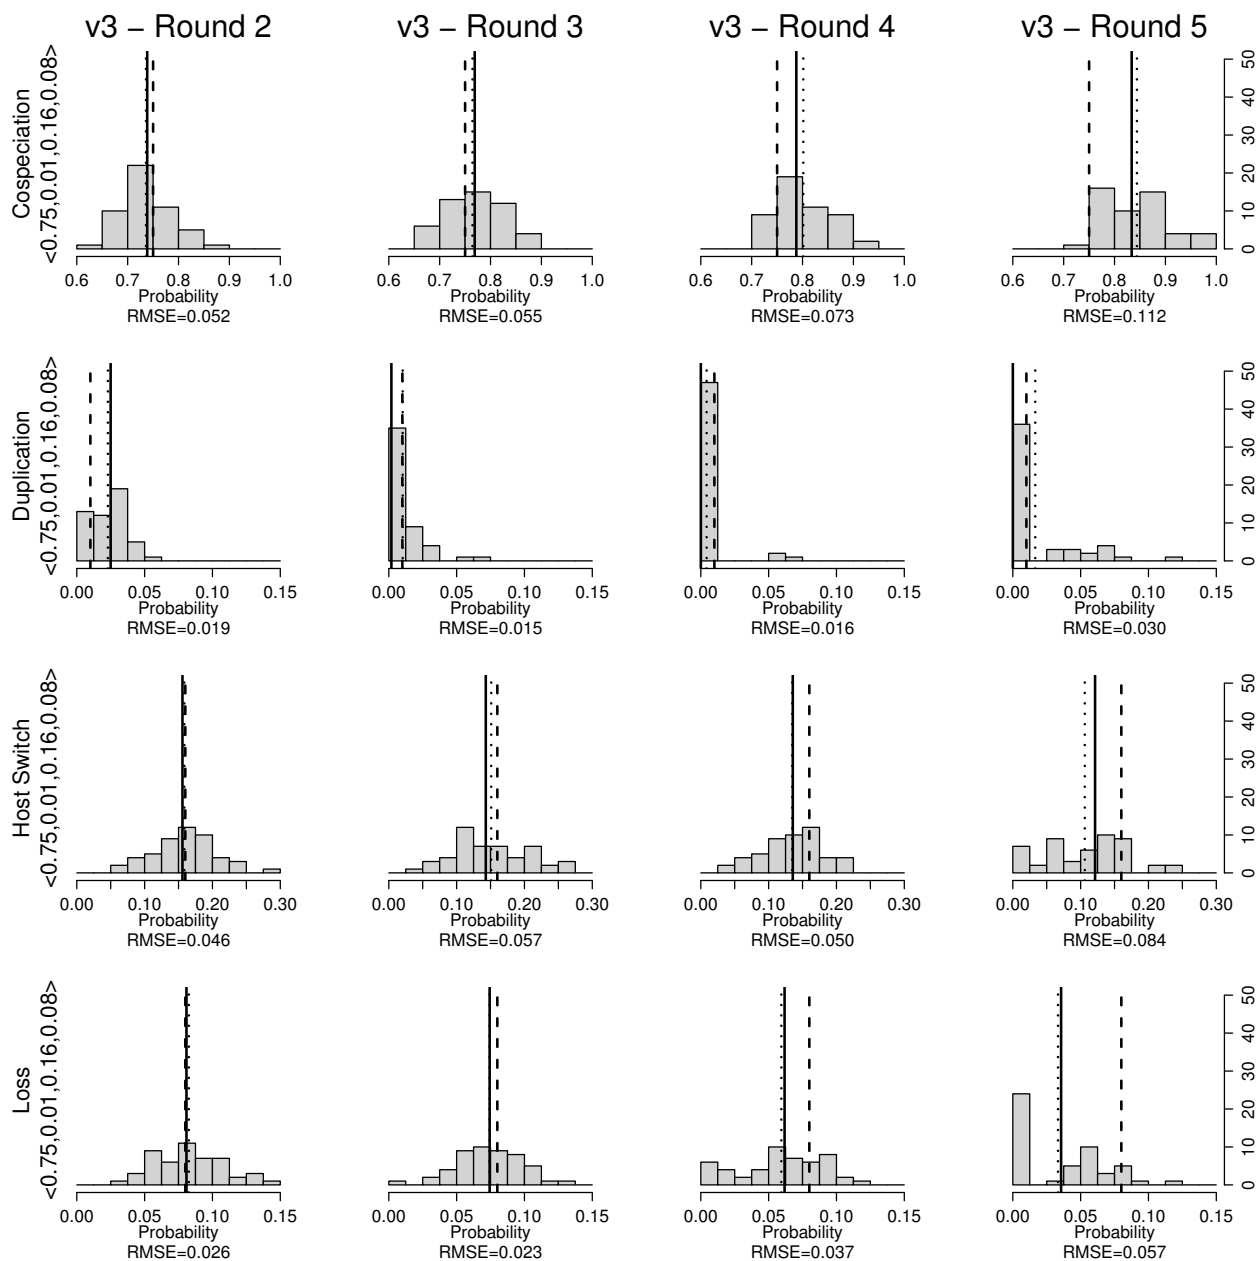 v3 – Round 2 v3 – Round 3 v3 – Round 4 v3 – Round 5
Cospeciation
<0.75,0.01,0.16,0.08>
0 10 20 30 40 50
0.6 0.7 0.8 0.9 1.0 0.6 0.7 0.8 0.9 1.0 0.6 0.7 0.8 0.9 1.0 0.6 0.7 0.8 0.9 1.0
Probability Probability Probability Probability
RMSE=0.052 RMSE=0.055 RMSE=0.073 RMSE=0.112
Duplication
<0.75,0.01,0.16,0.08>
0 10 20 30 40 50
0.00 0.05 0.10 0.15 0.00 0.05 0.10 0.15 0.00 0.05 0.10 0.15 0.00 0.05 0.10 0.15
Probability Probability Probability Probability
RMSE=0.019 RMSE=0.015 RMSE=0.016 RMSE=0.030
Host Switch
<0.75,0.01,0.16,0.08>
0 10 20 30 40 50
0.00 0.10 0.20 0.30 0.00 0.10 0.20 0.30 0.00 0.10 0.20 0.30 0.00 0.10 0.20 0.30
Probability Probability Probability Probability
RMSE=0.046 RMSE=0.057 RMSE=0.050 RMSE=0.084
Loss
<0.75,0.01,0.16,0.08>
0 10 20 30 40 50
0.00 0.05 0.10 0.15 0.00 0.05 0.10 0.15 0.00 0.05 0.10 0.15 0.00 0.05 0.10 0.15
Probability Probability Probability Probability
RMSE=0.026 RMSE=0.023 RMSE=0.037 RMSE=0.057